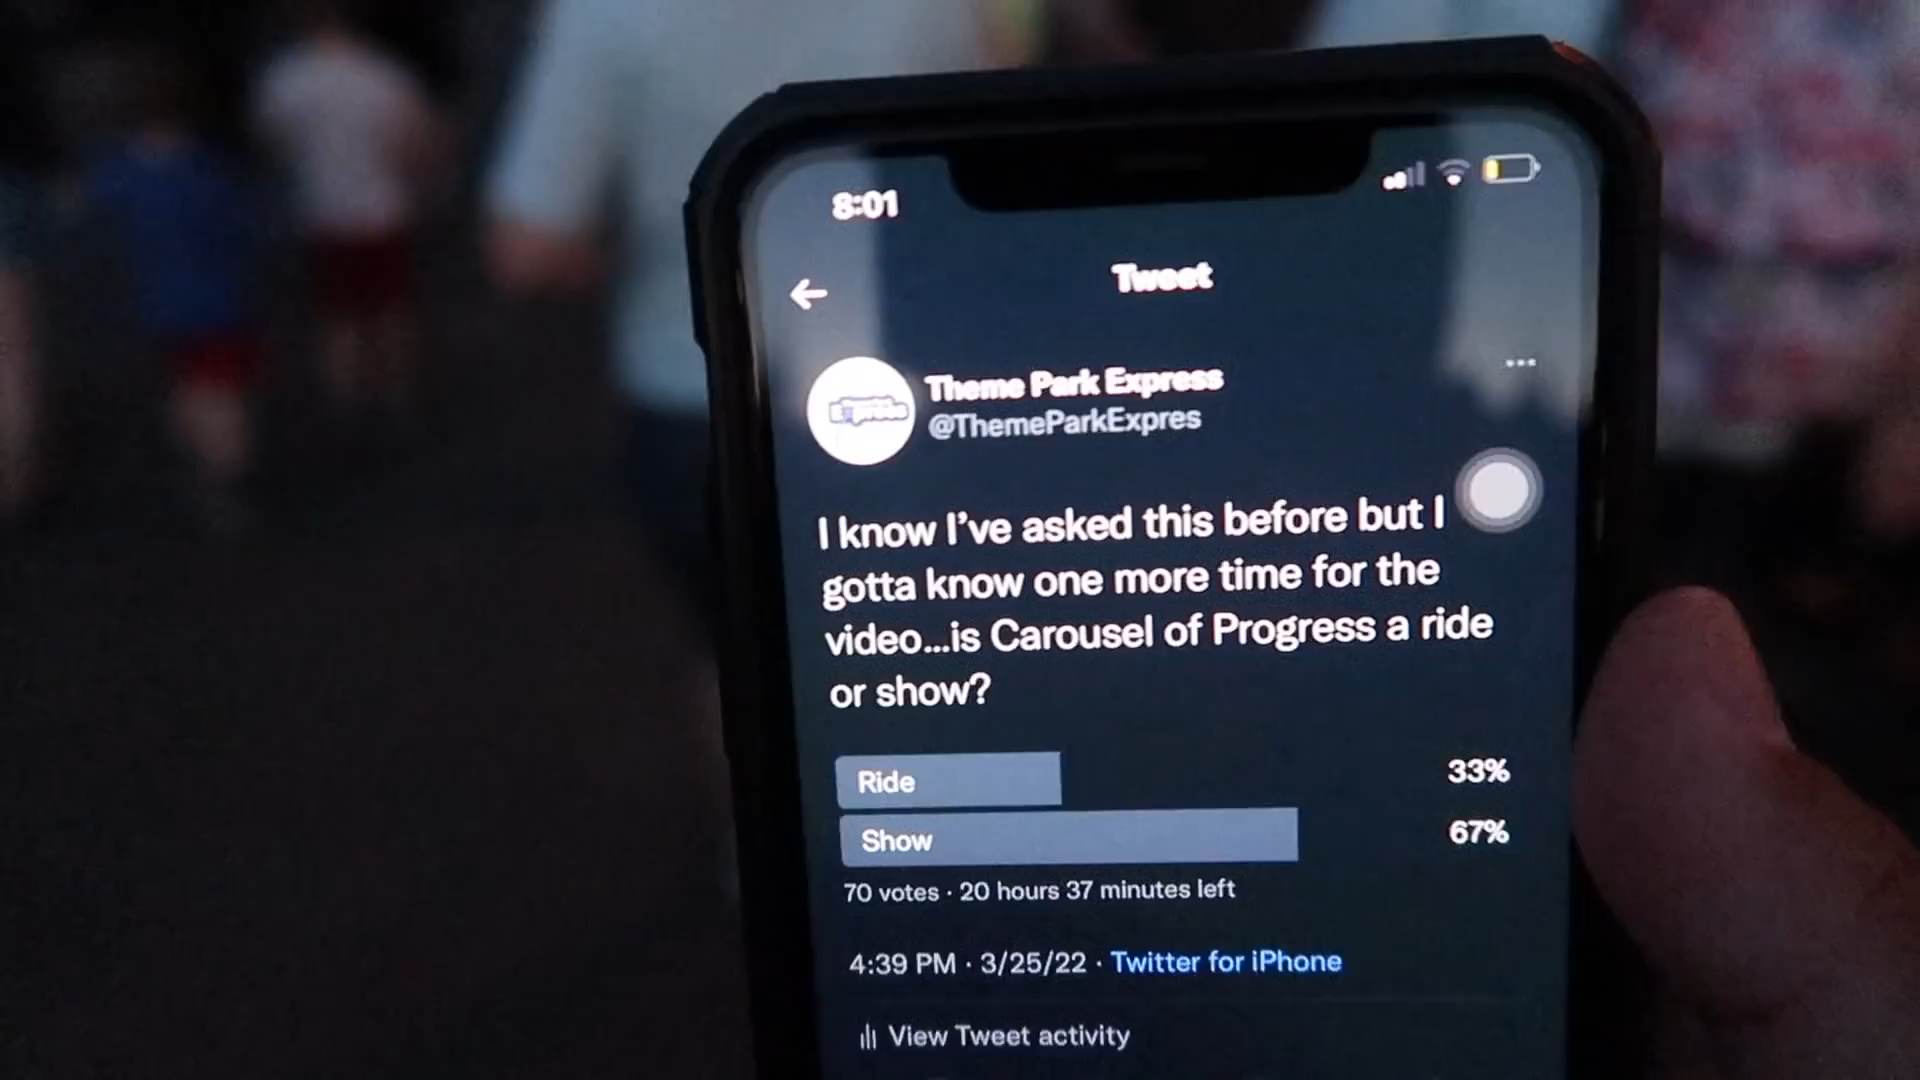 8:01
Tweet
Theme Park Express
@ThemeParkExpres
I know I've asked this before but I
gotta know one more time for the
video...is Carousel of Progress a ride
or show?
Ride 33%
Show 67%
70 votes · 20 hours 37 minutes left
4:39 PM · 3/25/22 · Twitter for iPhone
View Tweet activity